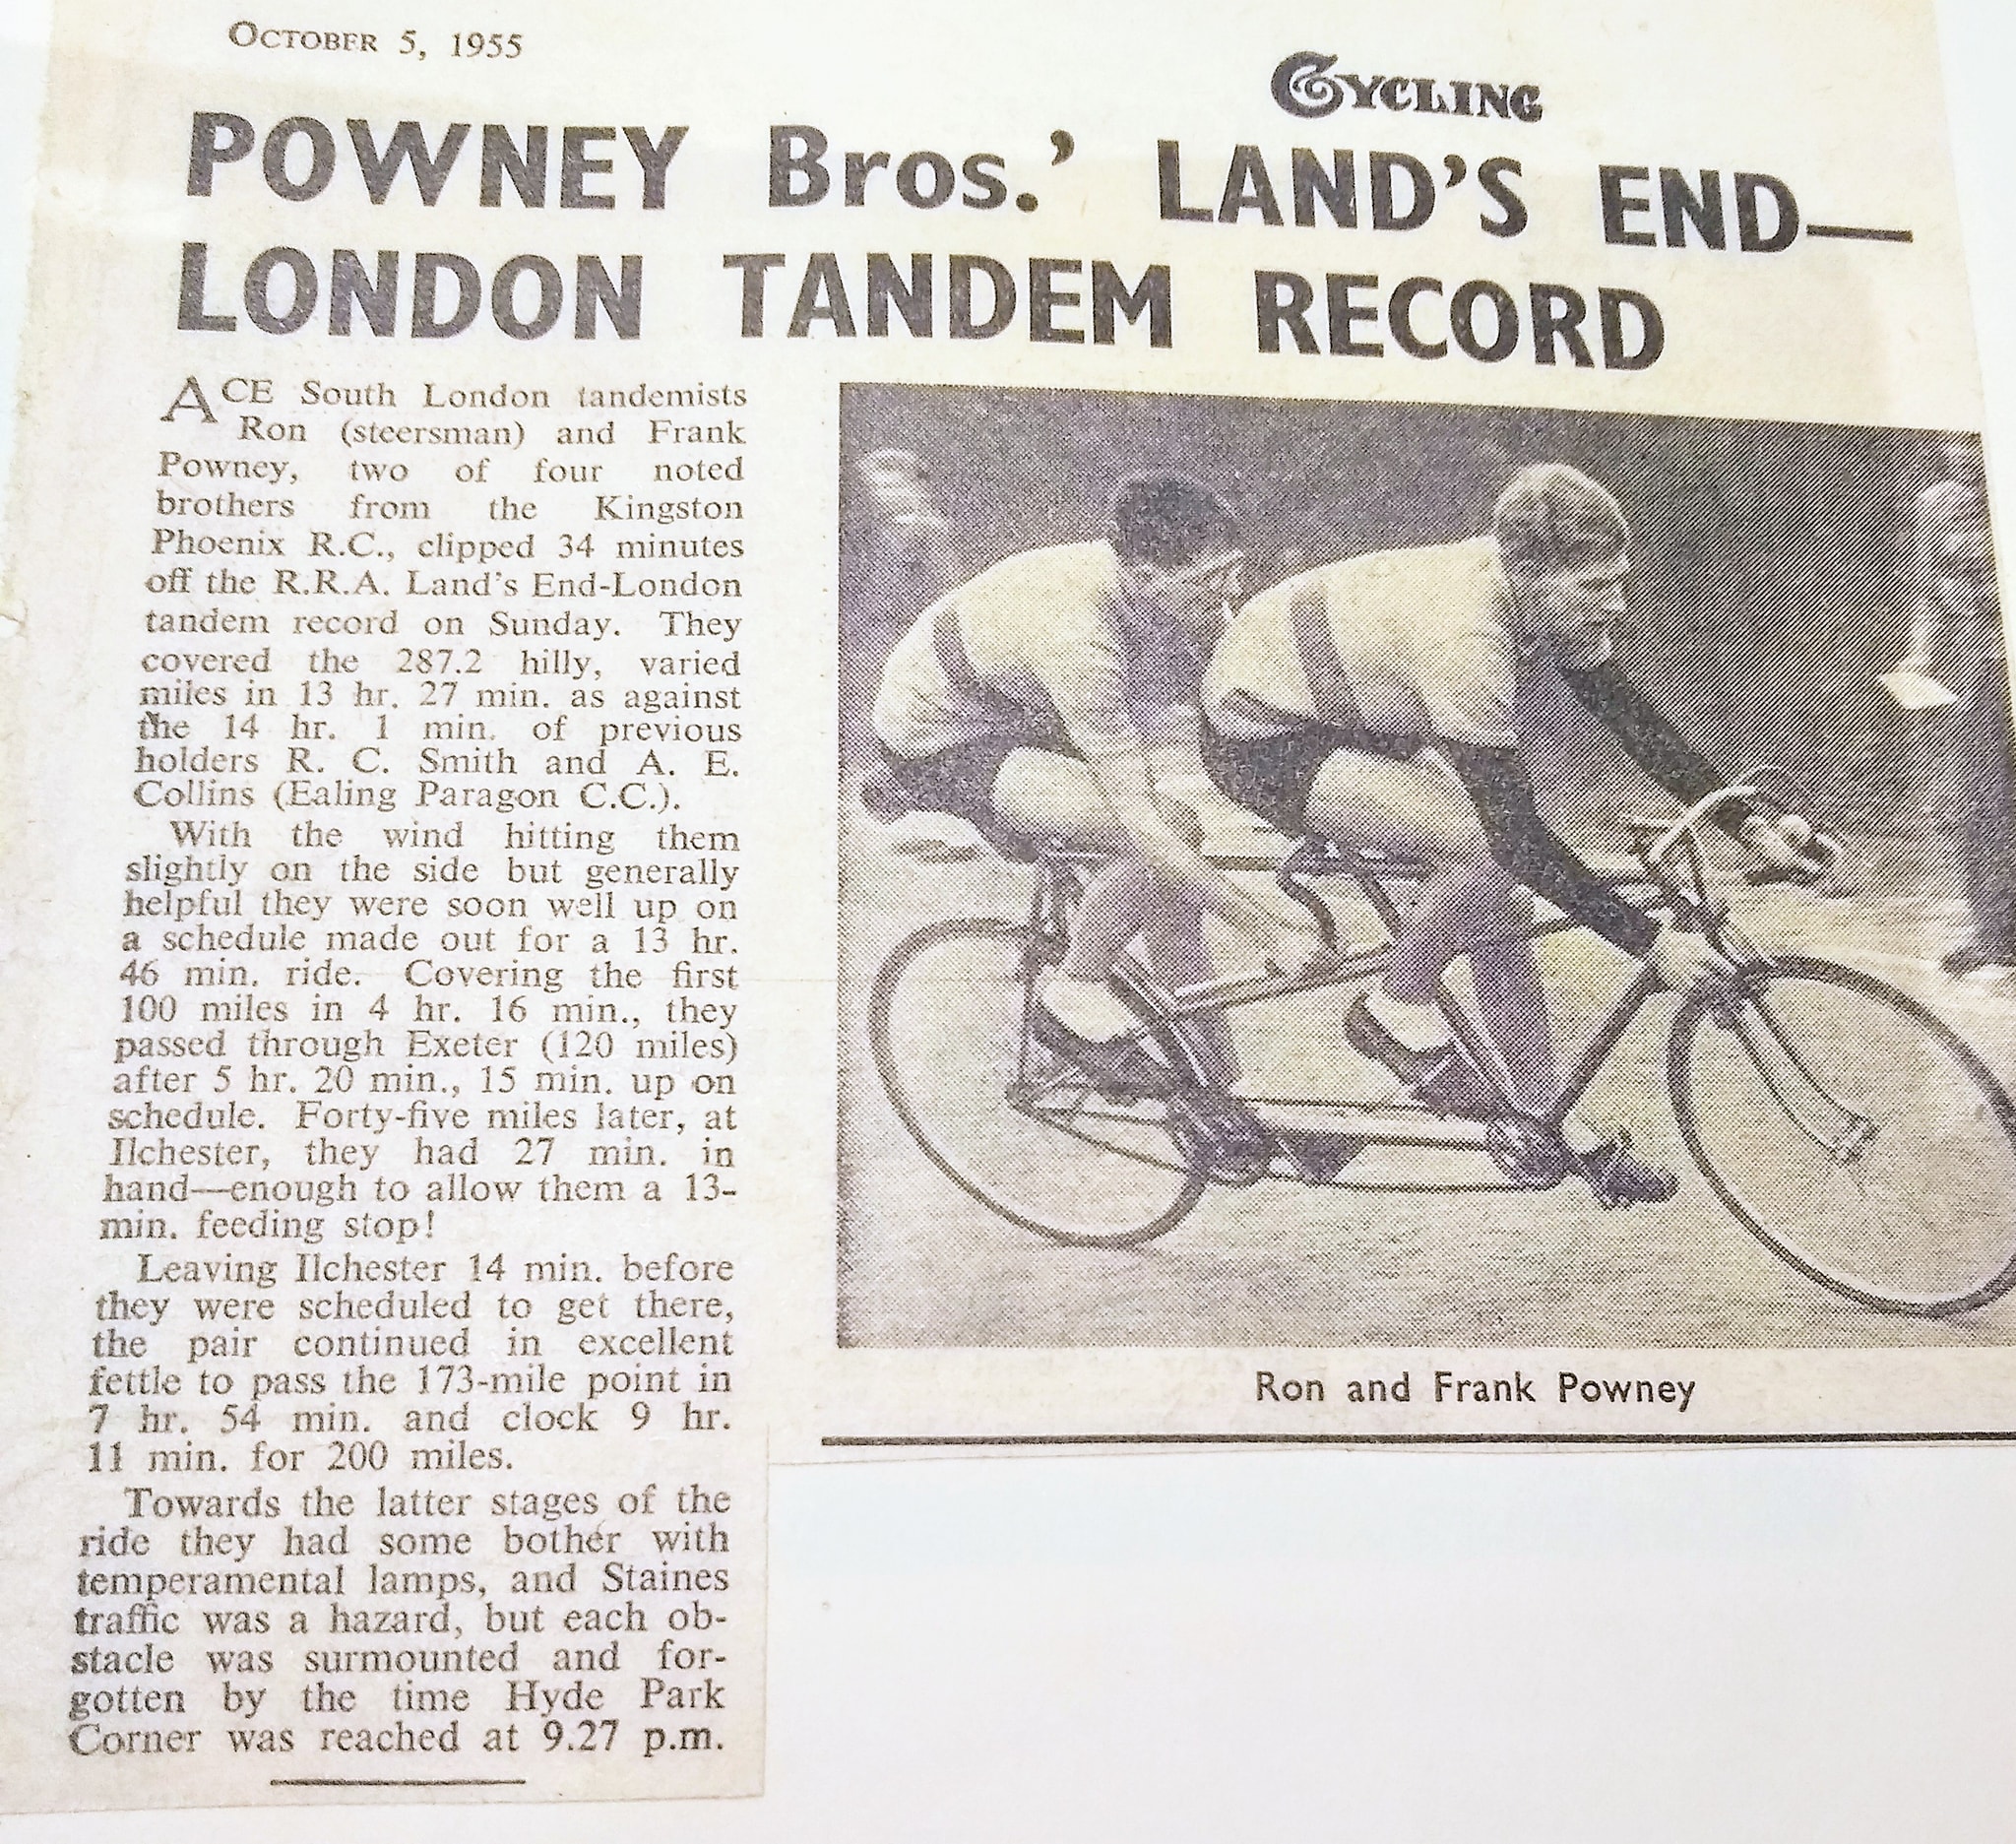 OCTOBER 5, 1955
CYCLING
POWNEY Bros.' LAND'S END—
LONDON TANDEM RECORD
ACE South London tandemists
Ron (steersman) and Frank
Powney, two of four noted
brothers from the Kingston
Phoenix R.C., clipped 34 minutes
off the R.R.A. Land's End-London
tandem record on Sunday. They
covered the 287.2 hilly, varied
miles in 13 hr. 27 min. as against
the 14 hr. 1 min. of previous
holders R. C. Smith and A. E.
Collins (Ealing Paragon C.C.).
With the wind hitting them
slightly on the side but generally
helpful they were soon well up on
a schedule made out for a 13 hr.
46 min. ride. Covering the first
100 miles in 4 hr. 16 min., they
passed through Exeter (120 miles)
after 5 hr. 20 min., 15 min. up on
schedule. Forty-five miles later, at
Ilchester, they had 27 min. in
hand—enough to allow them a 13-
min. feeding stop!
Leaving Ilchester 14 min. before
they were scheduled to get there,
the pair continued in excellent
fettle to pass the 173-mile point in
7 hr. 54 min. and clock 9 hr.
11 min. for 200 miles.
Towards the latter stages of the
ride they had some bother with
temperamental lamps, and Staines
traffic was a hazard, but each ob-
stacle was surmounted and for-
gotten by the time Hyde Park
Corner was reached at 9.27 p.m.
Ron and Frank Powney